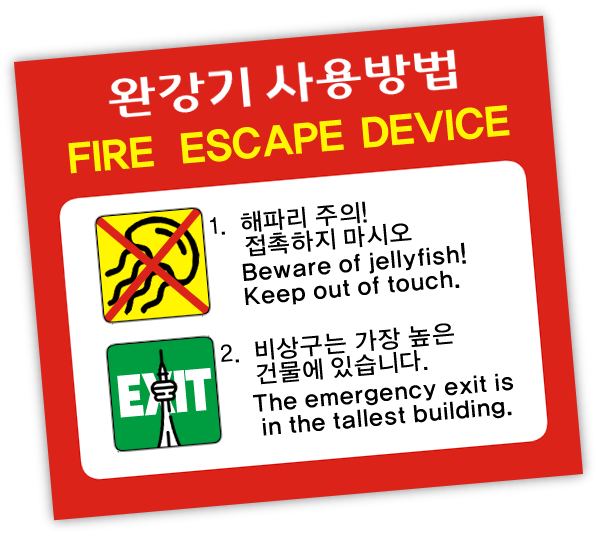 완강기 사용방법
FIRE ESCAPE DEVICE
1. 해파리 주의!
접촉하지 마시오
Beware of jellyfish!
Keep out of touch.
EXIT
2. 비상구는 가장 높은
건물에 있습니다.
The emergency exit is
in the tallest building.